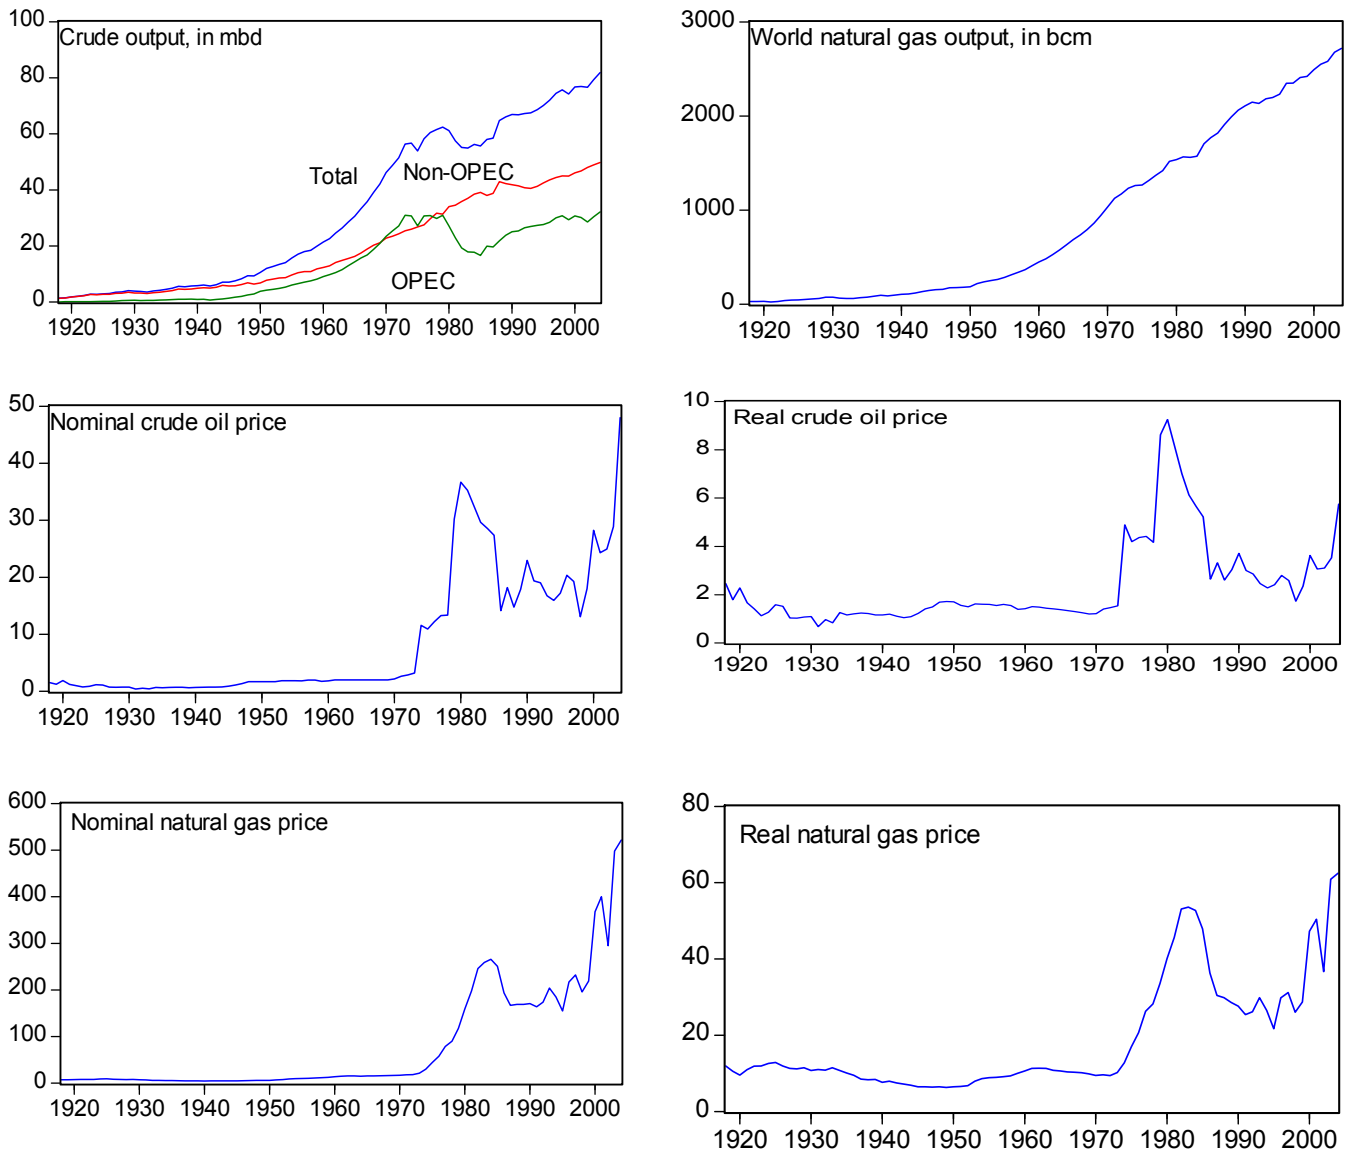 Crude output, in mbd
100
80
60
40
20
0
Total
Non-OPEC
OPEC
1920 1930 1940 1950 1960 1970 1980 1990 2000
World natural gas output, in bcm
3000
2000
1000
0
1920 1930 1940 1950 1960 1970 1980 1990 2000
Nominal crude oil price
50
40
30
20
10
0
1920 1930 1940 1950 1960 1970 1980 1990 2000
Real crude oil price
10
8
6
4
2
0
1920 1930 1940 1950 1960 1970 1980 1990 2000
Nominal natural gas price
600
500
400
300
200
100
0
1920 1930 1940 1950 1960 1970 1980 1990 2000
Real natural gas price
80
60
40
20
0
1920 1930 1940 1950 1960 1970 1980 1990 2000